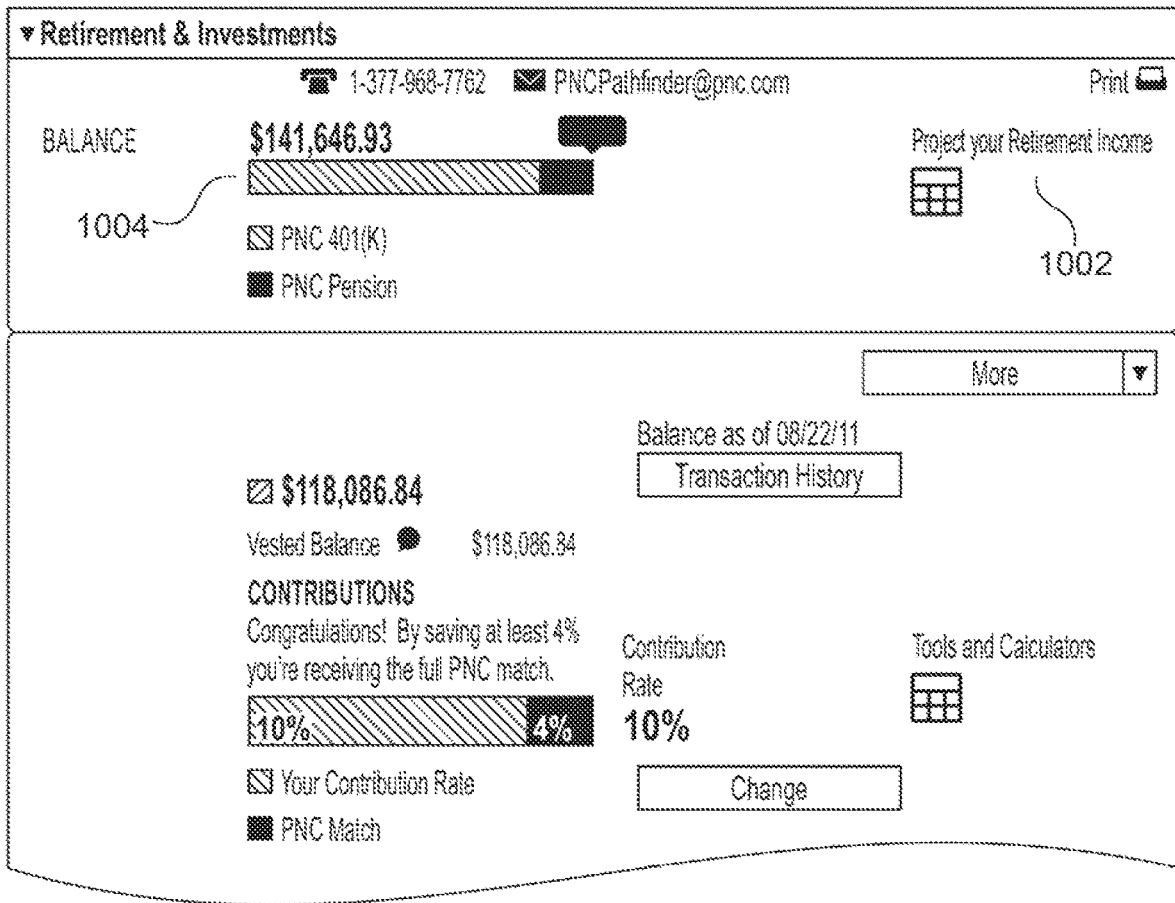 ▼ Retirement & Investments
1-377-968-7762 PNCPathfinder@pnc.com Print
BALANCE $141,646.93 Project your Retirement Income
1004
PNC 401(K)
1002
PNC Pension
More ▼
Balance as of 08/22/11
Transaction History
$118,086.84
Vested Balance $118,086.84
CONTRIBUTIONS
Congratulations! By saving at least 4%
you're receiving the full PNC match.
Contribution
Rate
10%
Tools and Calculators
10% 4%
Your Contribution Rate
Change
PNC Match